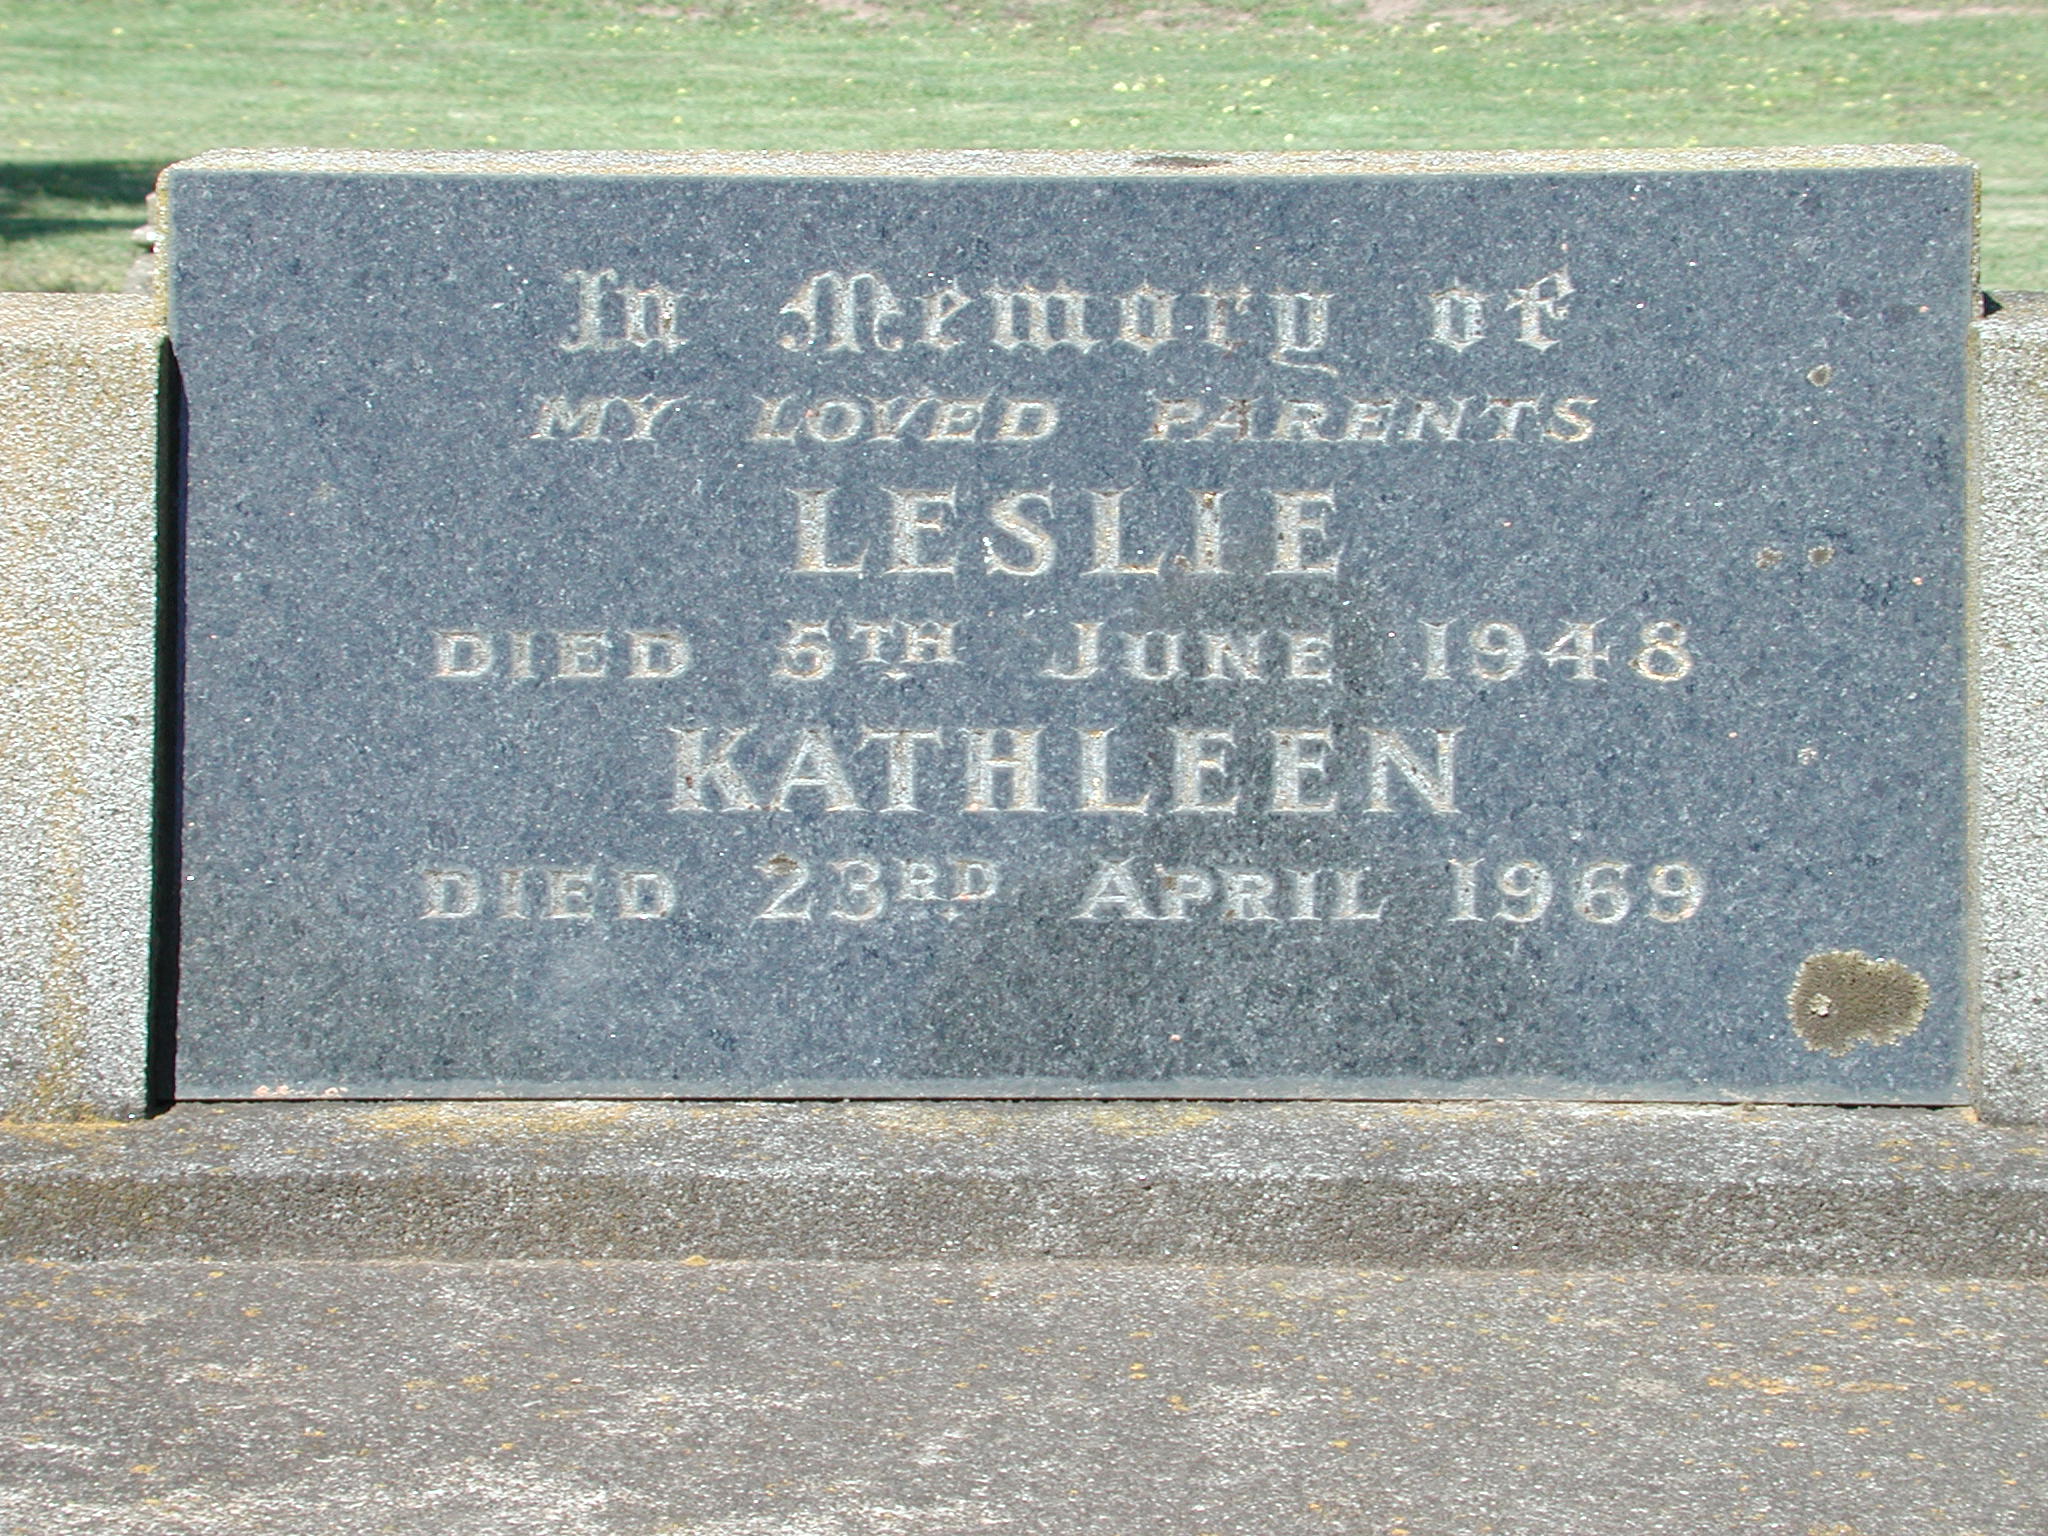 In Memory of
MY LOVED PARENTS
LESLIE
DIED 5TH JUNE 1948
KATHLEEN
DIED 23RD APRIL 1969